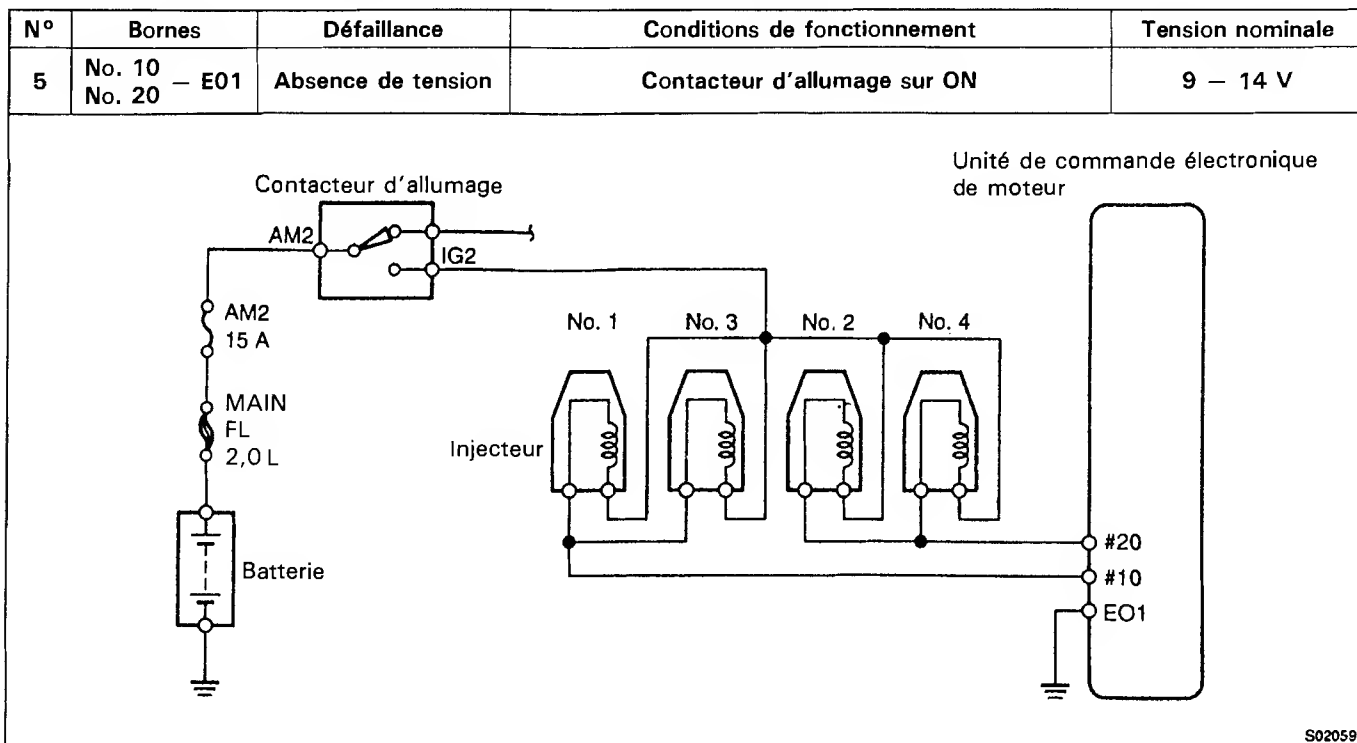 N° Bornes Défaillance Conditions de fonctionnement Tension nominale
5 No. 10 No. 20 — E01 Absence de tension Contacteur d'allumage sur ON 9 — 14 V
Unité de commande électronique
de moteur
Contacteur d'allumage
AM2
IG2
AM2
15 A
No. 1 No. 3 No. 2 No. 4
MAIN
FL
2,0 L
Injecteur
Batterie
#20
#10
EO1
S02059